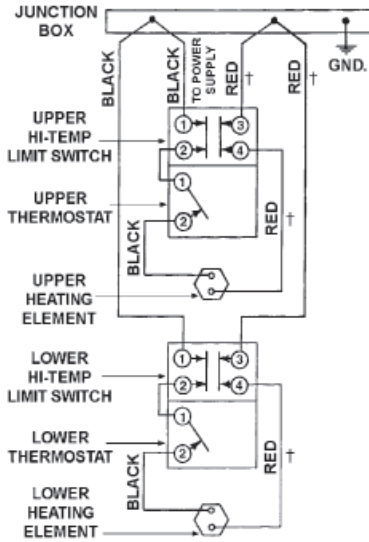 JUNCTION
BOX
GND.
BLACK
BLACK
TO POWER
SUPPLY
RED †
RED †
UPPER
HI-TEMP
LIMIT SWITCH
1 3
2 4
UPPER
THERMOSTAT
1
2
BLACK
RED †
UPPER
HEATING
ELEMENT
LOWER
HI-TEMP
LIMIT SWITCH
1 3
2 4
LOWER
THERMOSTAT
1
2
BLACK
RED †
LOWER
HEATING
ELEMENT